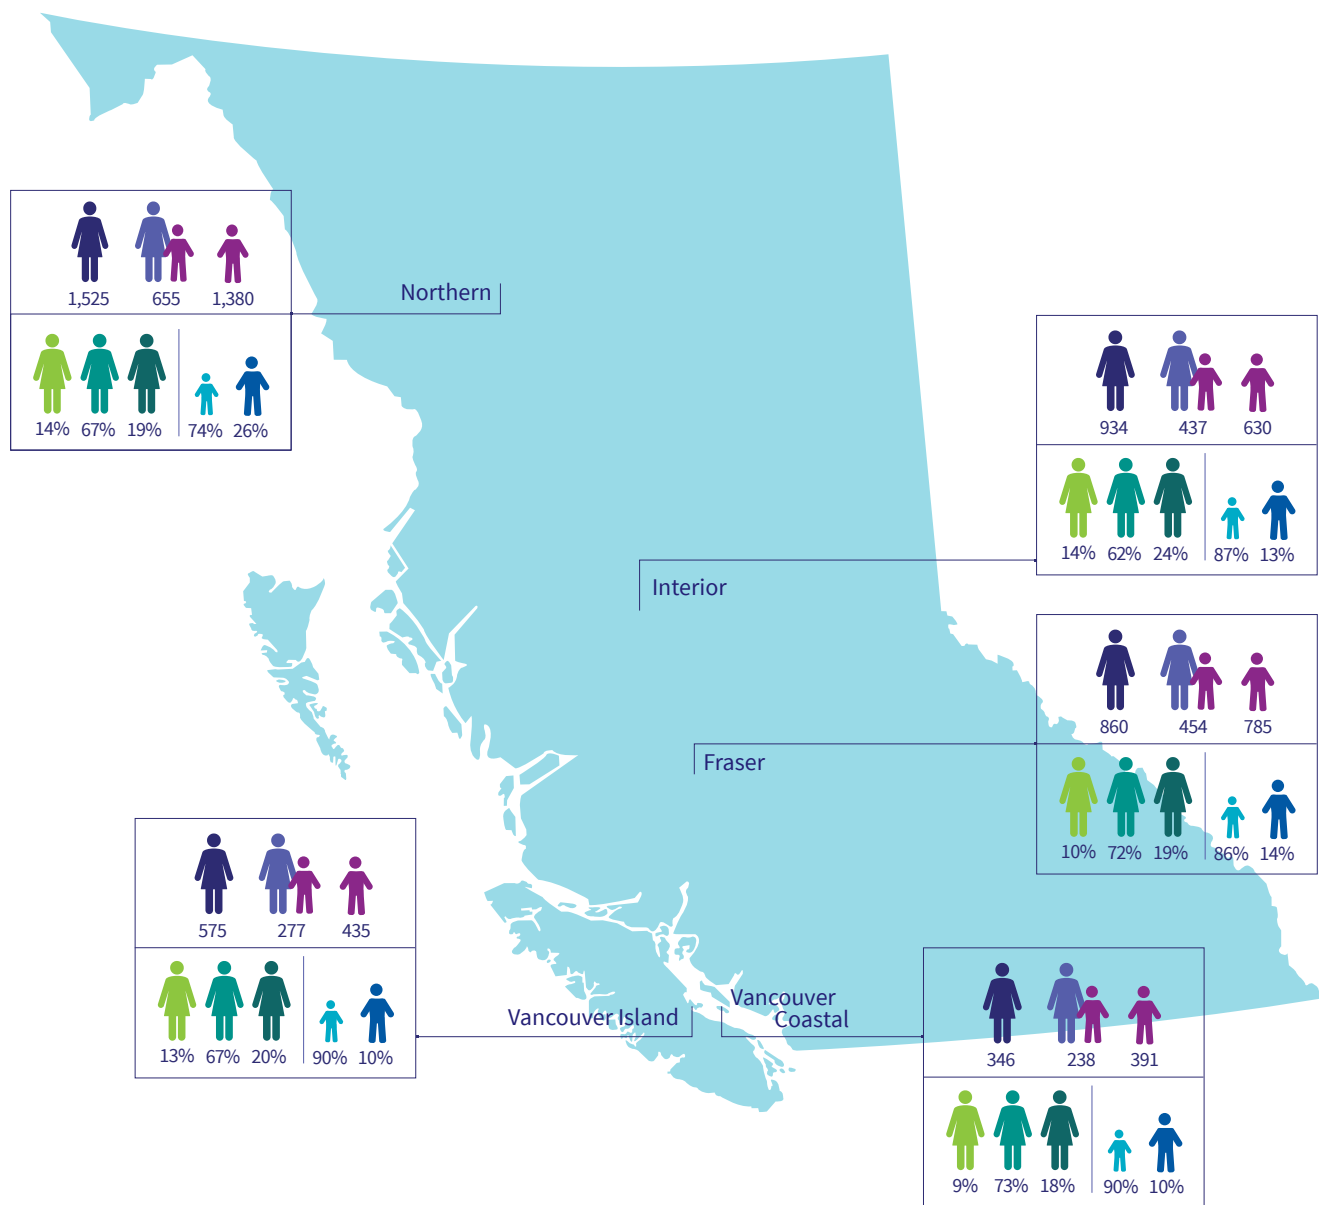 1,525 655 1,380
Northern
14% 67% 19% 74% 26%
934 437 630
14% 62% 24% 87% 13%
Interior
860 454 785
Fraser
10% 72% 19% 86% 14%
575 277 435
13% 67% 20% 90% 10%
Vancouver Island
Vancouver
Coastal
346 238 391
9% 73% 18% 90% 10%